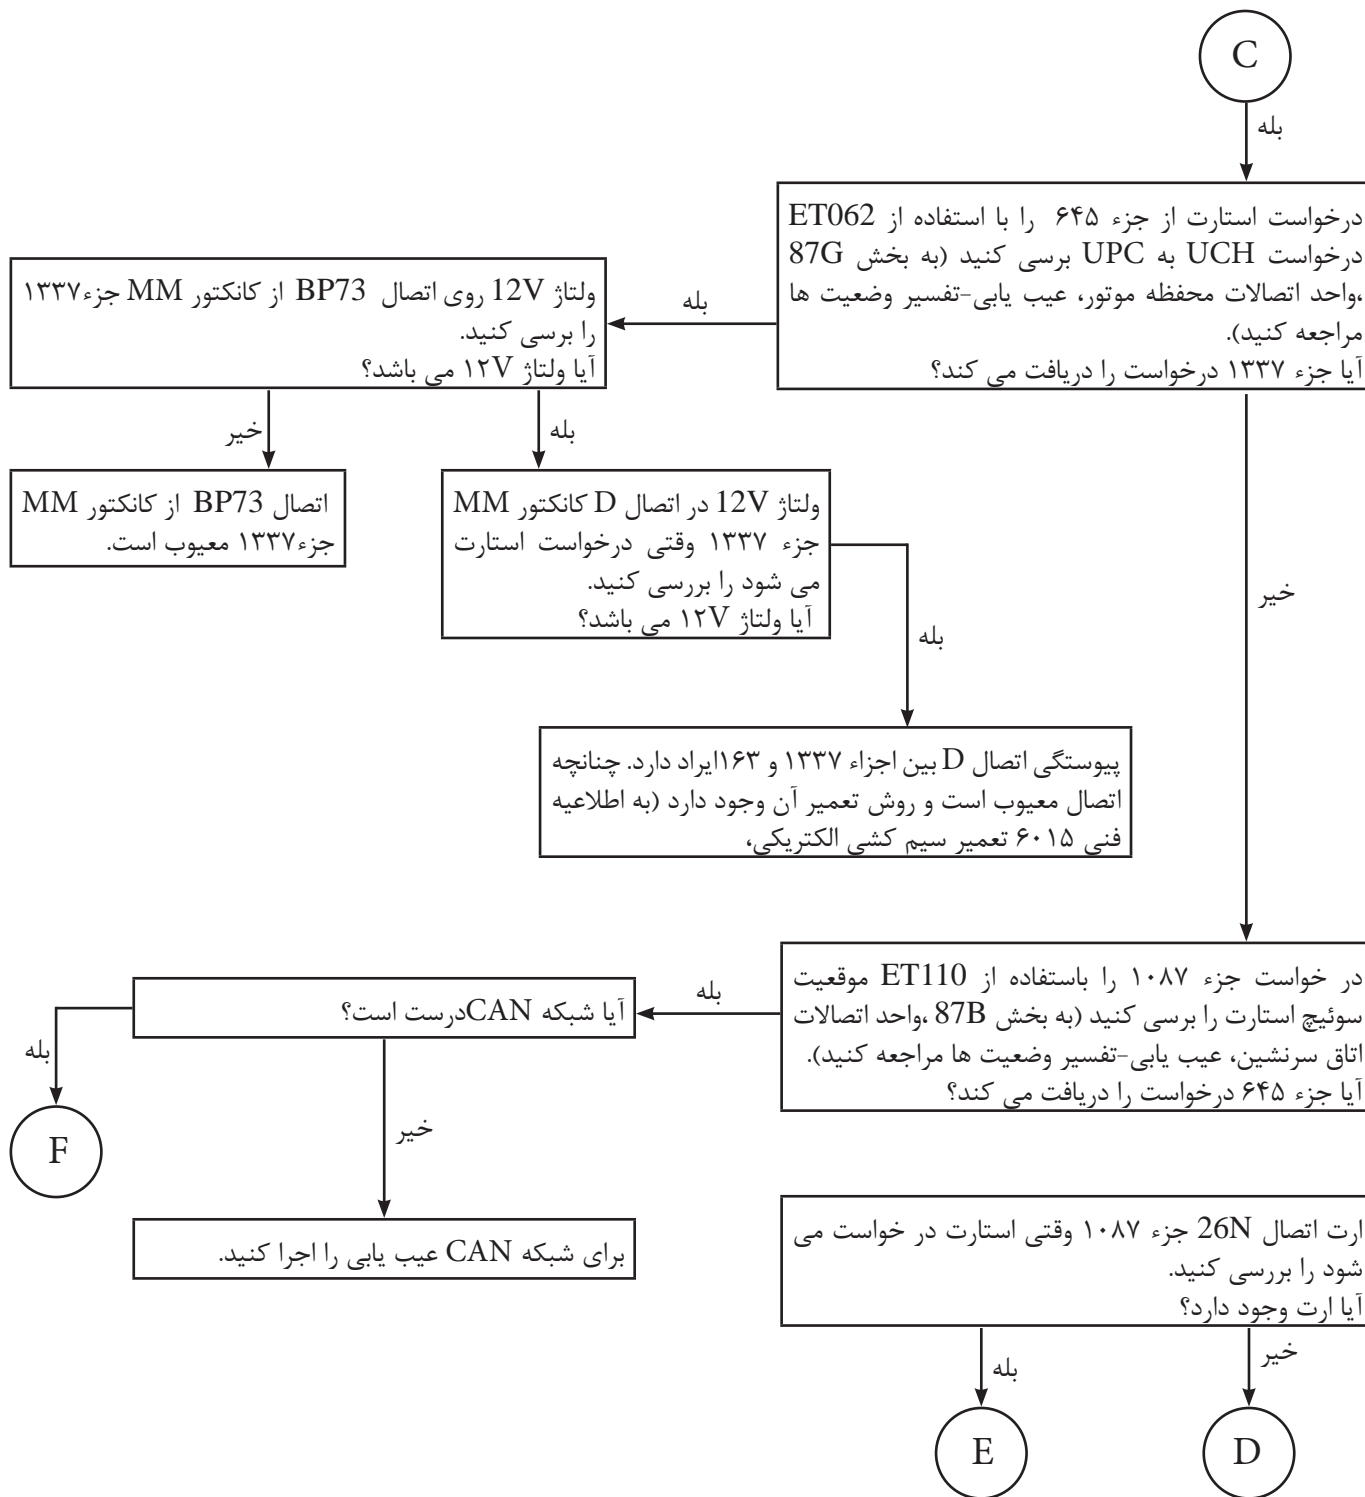 C
بله
درخواست استارت از جزء ۶۴۵ را با استفاده از ET062
درخواست UCH به UPC برسی کنید (به بخش 87G
،واحد اتصالات محفظه موتور، عیب یابی-تفسیر وضعیت ها
مراجعه کنید).
آیا جزء ۱۳۳۷ درخواست را دریافت می کند؟
بله
ولتاژ 12V روی اتصال BP73 از کانکتور MM جزء۱۳۳۷
را برسی کنید.
آیا ولتاژ ۱۲V می باشد؟
خیر
بله
اتصال BP73 از کانکتور MM
جزء۱۳۳۷ معیوب است.
ولتاژ 12V در اتصال D کانکتور MM
جزء ۱۳۳۷ وقتی درخواست استارت
می شود را بررسی کنید.
آیا ولتاژ ۱۲V می باشد؟
خیر
بله
پیوستگی اتصال D بین اجزاء ۱۳۳۷ و ۱۶۳ایراد دارد. چنانچه
اتصال معیوب است و روش تعمیر آن وجود دارد (به اطلاعیه
فنی ۶۰۱۵ تعمیر سیم کشی الکتریکی،
در خواست جزء ۱۰۸۷ را باستفاده از ET110 موقعیت
سوئیچ استارت را برسی کنید (به بخش 87B ،واحد اتصالات
اتاق سرنشین، عیب یابی-تفسیر وضعیت ها مراجعه کنید).
آیا جزء ۶۴۵ درخواست را دریافت می کند؟
بله
آیا شبکه CANدرست است؟
بله
F
خیر
برای شبکه CAN عیب یابی را اجرا کنید.
ارت اتصال 26N جزء ۱۰۸۷ وقتی استارت در خواست می
شود را بررسی کنید.
آیا ارت وجود دارد؟
خیر
بله
D
E